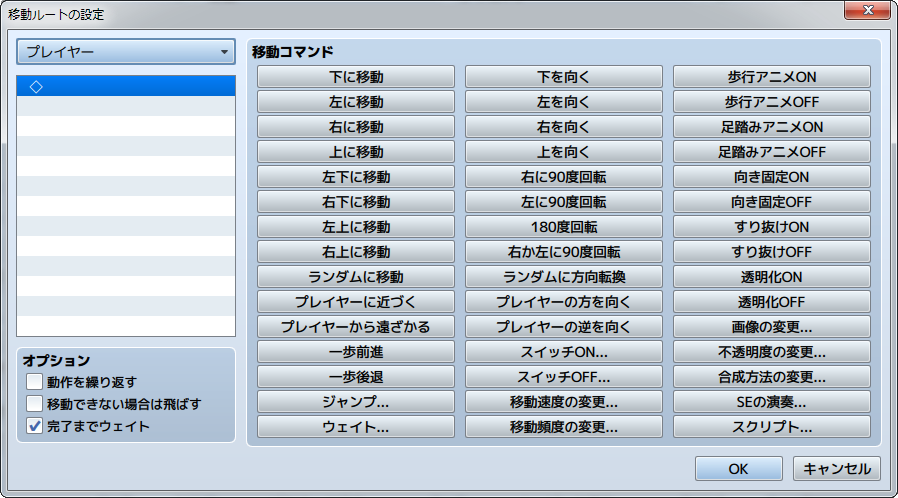 移動ルートの設定
プレイヤー
◇
オプション
動作を繰り返す
移動できない場合は飛ばす
完了までウェイト
移動コマンド
下に移動
左に移動
右に移動
上に移動
左下に移動
右下に移動
左上に移動
右上に移動
ランダムに移動
プレイヤーに近づく
プレイヤーから遠ざかる
一歩前進
一歩後退
ジャンプ...
ウェイト...
下を向く
左を向く
右を向く
上を向く
右に90度回転
左に90度回転
180度回転
右か左に90度回転
ランダムに方向転換
プレイヤーの方を向く
プレイヤーの逆を向く
スイッチON...
スイッチOFF...
移動速度の変更...
移動頻度の変更...
歩行アニメON
歩行アニメOFF
足踏みアニメON
足踏みアニメOFF
向き固定ON
向き固定OFF
すり抜けON
すり抜けOFF
透明化ON
透明化OFF
画像の変更...
不透明度の変更...
合成方法の変更...
SEの演奏...
スクリプト...
OK
キャンセル